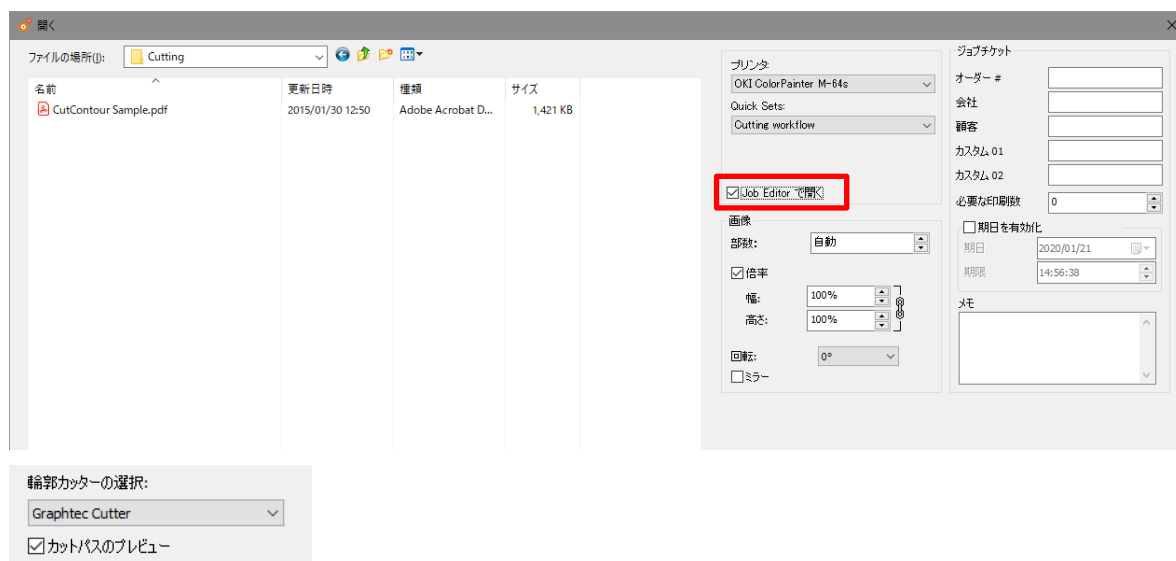 開く
ファイルの場所(I): Cutting
名前 更新日時 種類 サイズ
CutContour Sample.pdf 2015/01/30 12:50 Adobe Acrobat D... 1,421 KB
プリンタ
OKI ColorPainter M-64s
Quick Sets:
Cutting workflow
Job Editor で開く
画像
部数: 自動
倍率
幅: 100%
高さ: 100%
回転: 0°
ミラー
ジョブチケット
オーダー #
会社
顧客
カスタム 01
カスタム 02
必要な印刷数 0
期日を有効化
期日 2020/01/21
期限 14:56:38
メモ
輪郭カッターの選択:
Graphtec Cutter
カットパスのプレビュー